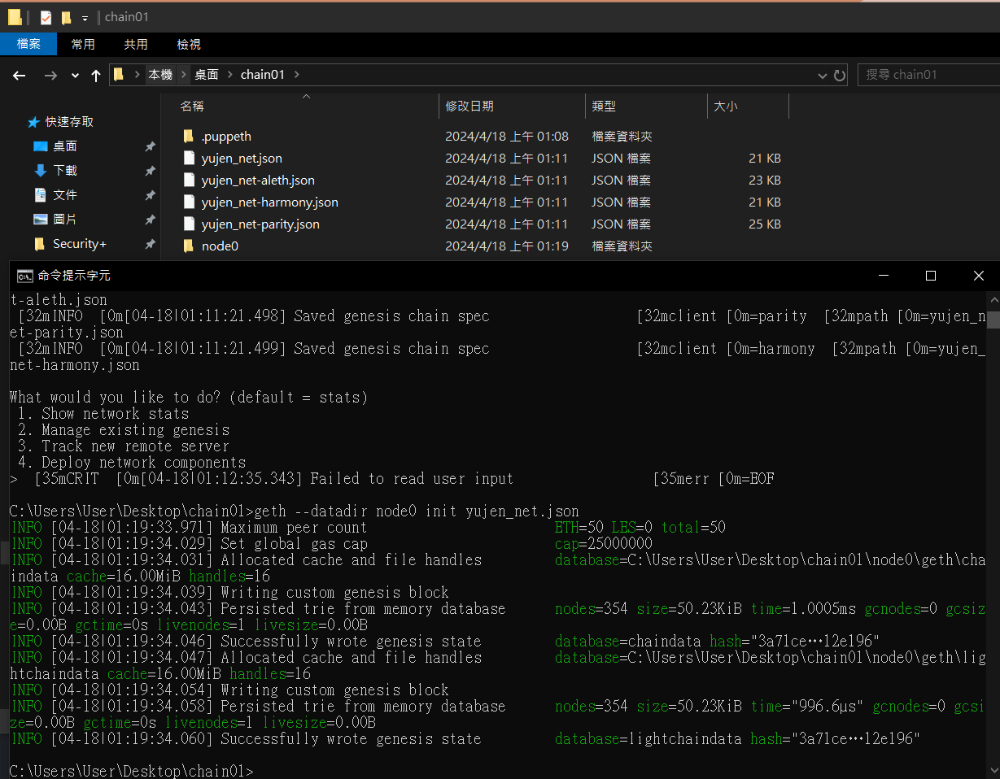 chain01
檔案 常用 共用 檢視
本機 桌面 chain01 搜尋 chain01
名稱 修改日期 類型 大小
快速存取
桌面
下載
文件
圖片
Security+
.puppeth 2024/4/18 上午 01:08 檔案資料夾
yujen_net.json 2024/4/18 上午 01:11 JSON 檔案 21 KB
yujen_net-aleth.json 2024/4/18 上午 01:11 JSON 檔案 23 KB
yujen_net-harmony.json 2024/4/18 上午 01:11 JSON 檔案 21 KB
yujen_net-parity.json 2024/4/18 上午 01:11 JSON 檔案 25 KB
node0 2024/4/18 上午 01:19 檔案資料夾
命令提示字元
t-aleth.json
[32mINFO [0m[04-18|01:11:21.498] Saved genesis chain spec [32mclient [0m=parity [32mpath [0m=yujen_n
et-parity.json
[32mINFO [0m[04-18|01:11:21.499] Saved genesis chain spec [32mclient [0m=harmony [32mpath [0m=yujen_
net-harmony.json
What would you like to do? (default = stats)
1. Show network stats
2. Manage existing genesis
3. Track new remote server
4. Deploy network components
> [35mCRIT [0m[04-18|01:12:35.343] Failed to read user input [35merr [0m=EOF
C:\Users\User\Desktop\chain01>geth --datadir node0 init yujen_net.json
INFO [04-18|01:19:33.971] Maximum peer count ETH=50 LES=0 total=50
INFO [04-18|01:19:34.029] Set global gas cap cap=25000000
INFO [04-18|01:19:34.031] Allocated cache and file handles database=C:\Users\User\Desktop\chain01\node0\geth\cha
indata cache=16.00MiB handles=16
INFO [04-18|01:19:34.039] Writing custom genesis block
INFO [04-18|01:19:34.043] Persisted trie from memory database nodes=354 size=50.23KiB time=1.0005ms gcnodes=0 gcsiz
e=0.00B gctime=0s livenodes=1 livesize=0.00B
INFO [04-18|01:19:34.046] Successfully wrote genesis state database=chaindata hash="3a71ce…12e196"
INFO [04-18|01:19:34.047] Allocated cache and file handles database=C:\Users\User\Desktop\chain01\node0\geth\lig
htchaindata cache=16.00MiB handles=16
INFO [04-18|01:19:34.054] Writing custom genesis block
INFO [04-18|01:19:34.058] Persisted trie from memory database nodes=354 size=50.23KiB time="996.6µs" gcnodes=0 gcsi
ze=0.00B gctime=0s livenodes=1 livesize=0.00B
INFO [04-18|01:19:34.060] Successfully wrote genesis state database=lightchaindata hash="3a71ce…12e196"
C:\Users\User\Desktop\chain01>